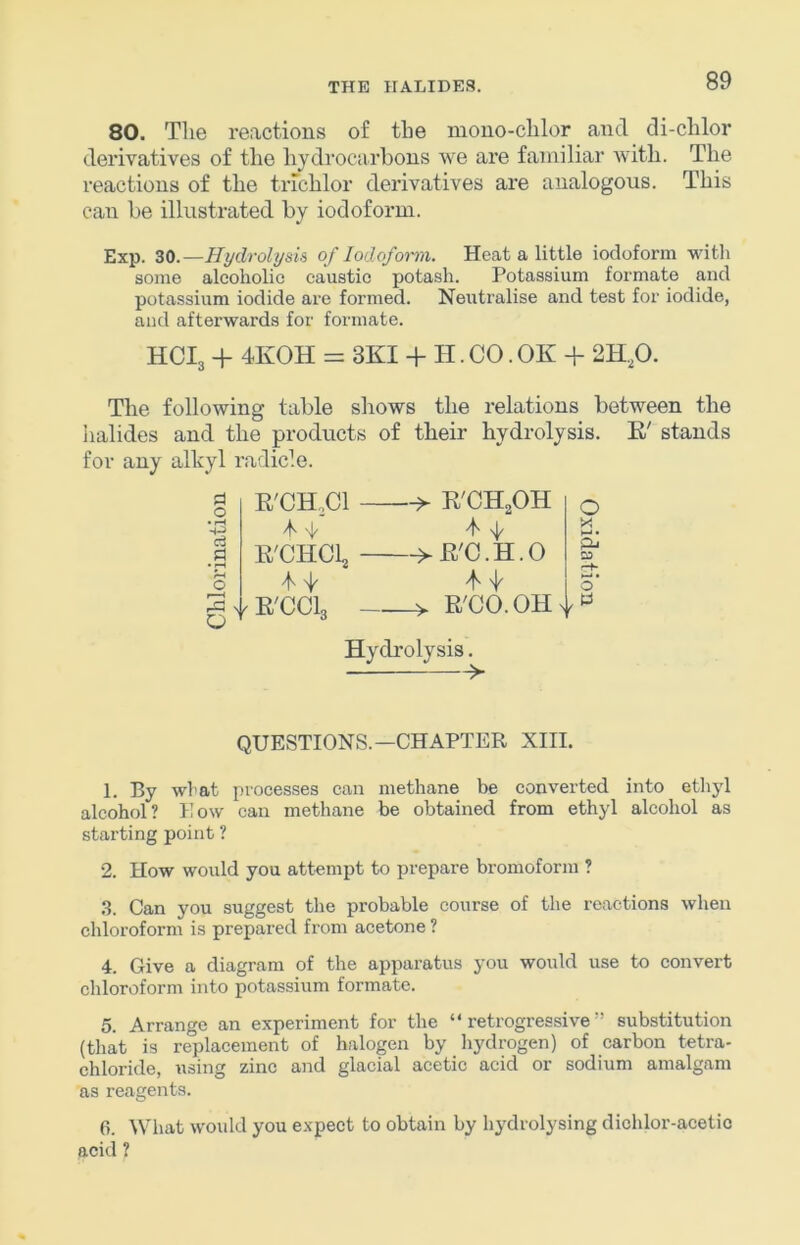 THE HALIDES. 89
80. The reactions of the mono-chlor and di-chlor
derivatives of the hydrocarbons we are familiar with. The
reactions of the trichlor derivatives are analogous. This
can be illustrated by iodoform.
Exp. 30.—Hydrolysis of Iodoform. Heat a little iodoform with
some alcoholic caustic potash. Potassium formate and
potassium iodide are formed. Neutralise and test for iodide,
and afterwards for formate.
HCI₃ + 4KOH = 3KI + H.CO.OK + 2H₂O.
The following table shows the relations between the
halides and the products of their hydrolysis. R′ stands
for any alkyl radicle.
Chlorination
R′CH₂Cl → R′CH₂OH
R′CHCl₂ → R′C.H.O
R′CCl₃ → R′CO.OH
Oxidation
Hydrolysis.
QUESTIONS.—CHAPTER XIII.
1. By what processes can methane be converted into ethyl
alcohol? How can methane be obtained from ethyl alcohol as
starting point?
2. How would you attempt to prepare bromoform?
3. Can you suggest the probable course of the reactions when
chloroform is prepared from acetone?
4. Give a diagram of the apparatus you would use to convert
chloroform into potassium formate.
5. Arrange an experiment for the “retrogressive” substitution
(that is replacement of halogen by hydrogen) of carbon tetra-
chloride, using zinc and glacial acetic acid or sodium amalgam
as reagents.
6. What would you expect to obtain by hydrolysing dichlor-acetic
acid?